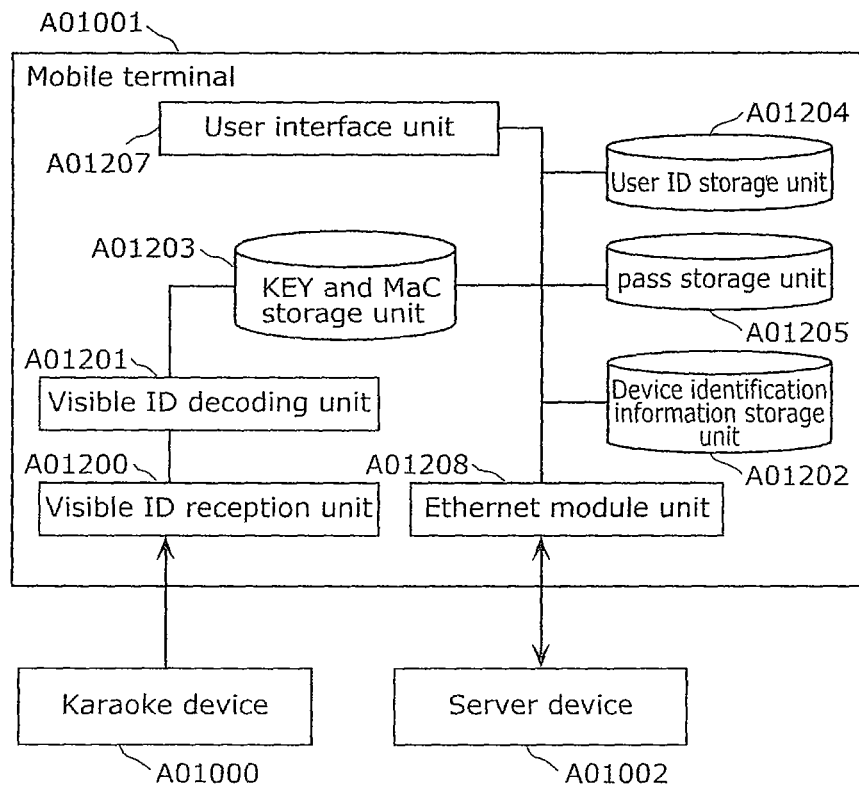 A01001
Mobile terminal
User interface unit
A01207
A01204
User ID storage unit
A01203
KEY and MaC
storage unit
pass storage unit
A01205
A01201
Visible ID decoding unit
Device identification
information storage
unit
A01202
A01200
Visible ID reception unit
A01208
Ethernet module unit
Karaoke device
A01000
Server device
A01002